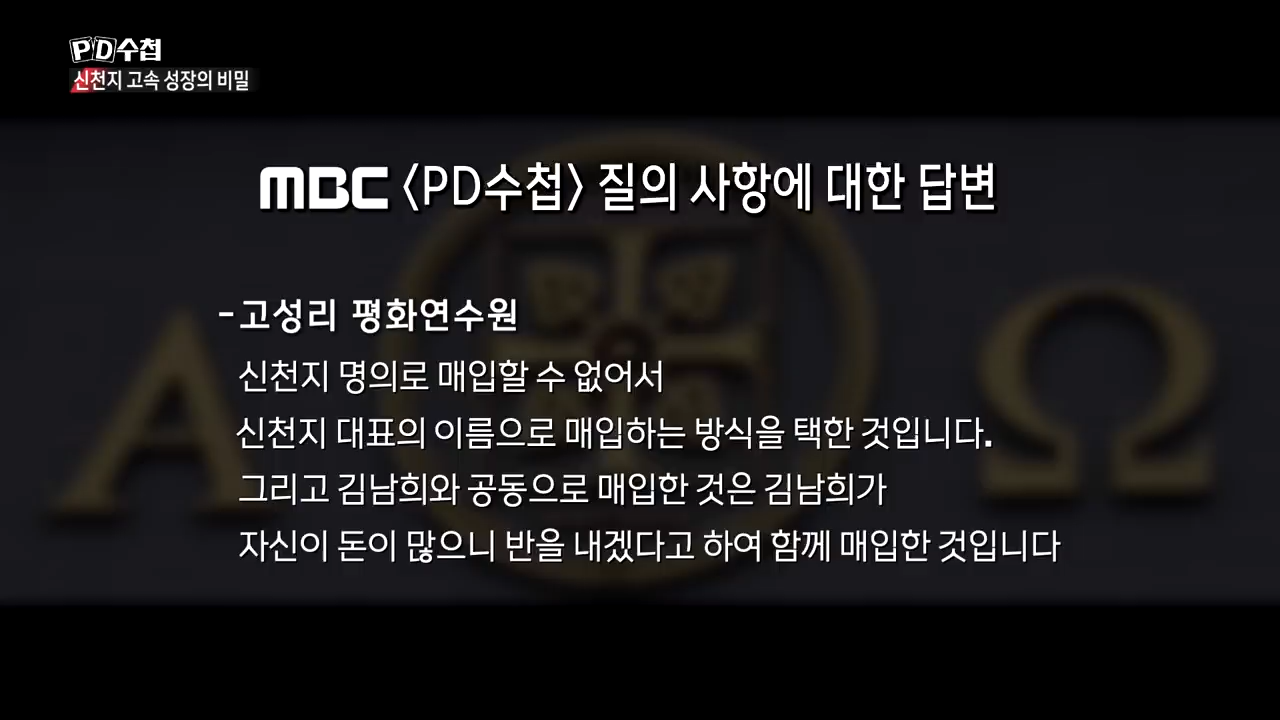 PD수첩
신천지 고속 성장의 비밀
MBC 〈PD수첩〉 질의 사항에 대한 답변
-고성리 평화연수원
신천지 명의로 매입할 수 없어서
신천지 대표의 이름으로 매입하는 방식을 택한 것입니다.
그리고 김남희와 공동으로 매입한 것은 김남희가
자신이 돈이 많으니 반을 내겠다고 하여 함께 매입한 것입니다
Α Ω